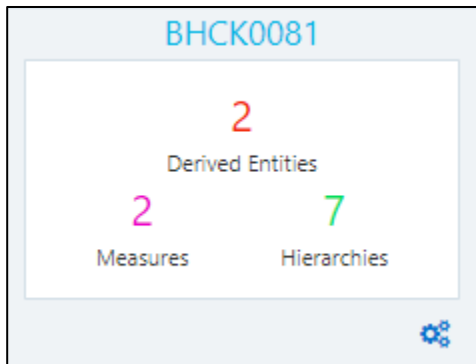 BHCK0081
2
Derived Entities
2 7
Measures Hierarchies